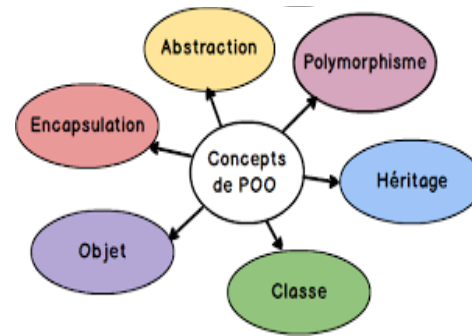 Abstraction
Polymorphisme
Encapsulation
Concepts
de POO
Héritage
Objet
Classe